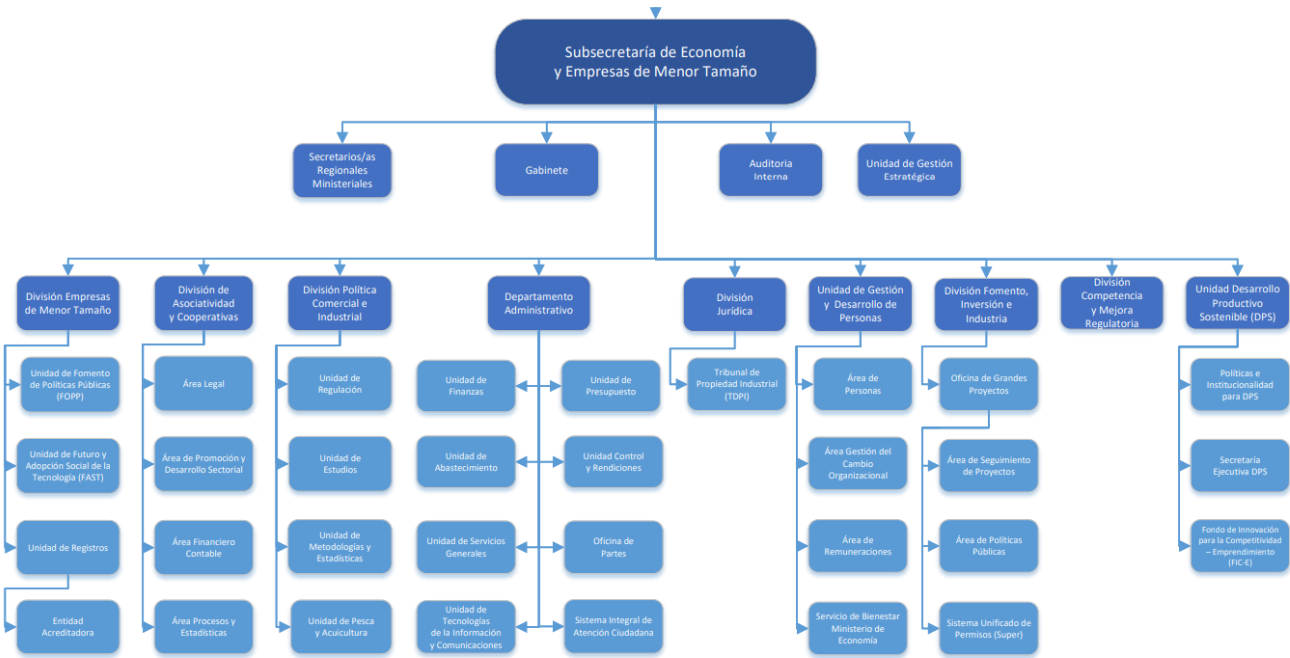 Subsecretaría de Economía
y Empresas de Menor Tamaño
Secretarios/as
Regionales
Ministeriales
Gabinete
Auditoria
Interna
Unidad de Gestión
Estratégica
División Empresas
de Menor Tamaño
División de
Asociatividad
y Cooperativas
División Política
Comercial e
Industrial
Departamento
Administrativo
División
Jurídica
Unidad de Gestión
y Desarrollo de
Personas
División Fomento,
Inversión e
Industria
División
Competencia
y Mejora
Regulatoria
Unidad Desarrollo
Productivo
Sostenible (DPS)
Unidad de Fomento
de Políticas Públicas
(FOPP)
Área Legal
Unidad de
Regulación
Unidad de
Finanzas
Unidad de
Presupuesto
Tribunal de
Propiedad Industrial
(TDPI)
Área de
Personas
Oficina de Grandes
Proyectos
Políticas e
Institucionalidad
para DPS
Unidad de Futuro y
Adopción Social de la
Tecnología (FAST)
Área de Promoción y
Desarrollo Sectorial
Unidad de
Estudios
Unidad de
Abastecimiento
Unidad Control
y Rendiciones
Área Gestión del
Cambio
Organizacional
Área de Seguimiento
de Proyectos
Secretaría
Ejecutiva DPS
Unidad de Registros
Área Financiero
Contable
Unidad de
Metodologías y
Estadísticas
Unidad de Servicios
Generales
Oficina de
Partes
Área de
Remuneraciones
Área de Políticas
Públicas
Fondo de Innovación
para la Competitividad
– Emprendimiento
(FIC-E)
Entidad
Acreditadora
Área Procesos y
Estadísticas
Unidad de Pesca
y Acuicultura
Unidad de
Tecnologías
de la Información
y Comunicaciones
Sistema Integral de
Atención Ciudadana
Servicio de Bienestar
Ministerio de
Economía
Sistema Unificado de
Permisos (Super)